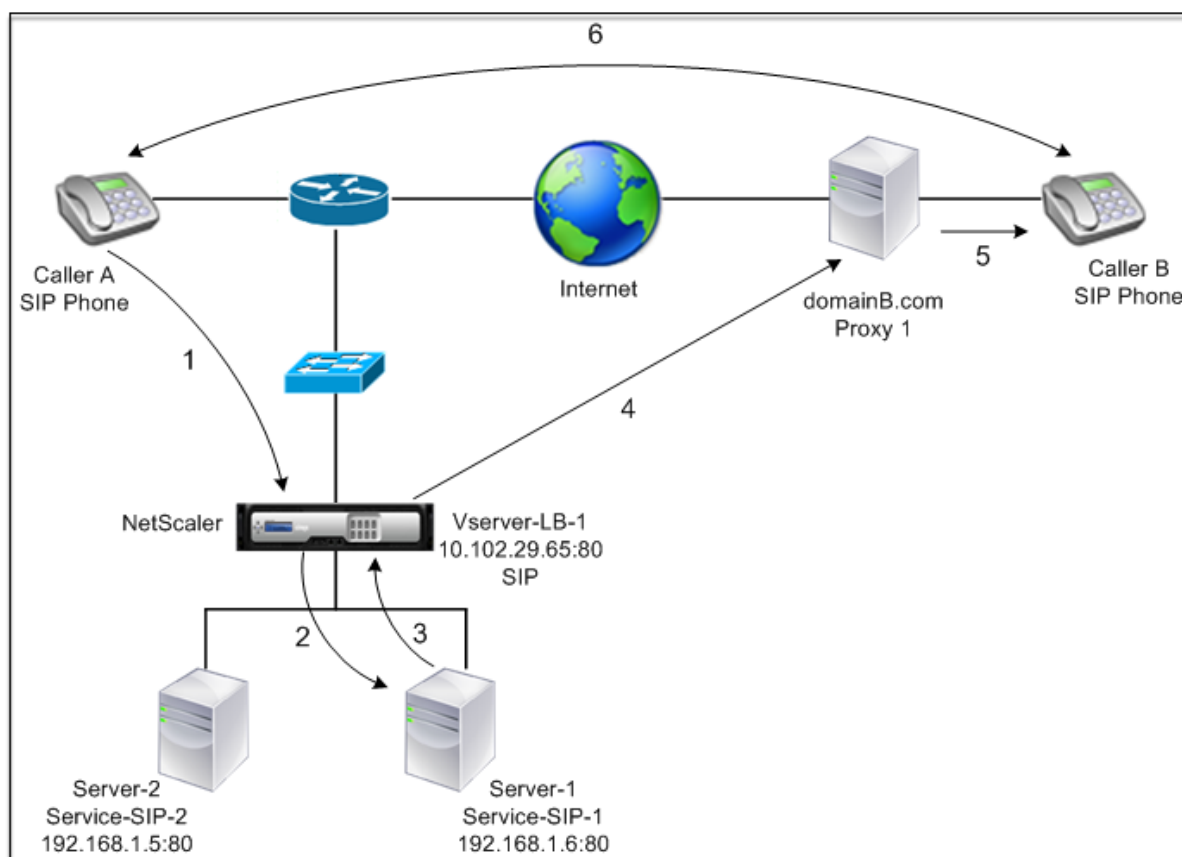 6
Caller A
SIP Phone
Internet
domainB.com
Proxy 1
5
Caller B
SIP Phone
1
4
NetScaler
Vserver-LB-1
10.102.29.65:80
SIP
2
3
Server-2
Service-SIP-2
192.168.1.5:80
Server-1
Service-SIP-1
192.168.1.6:80